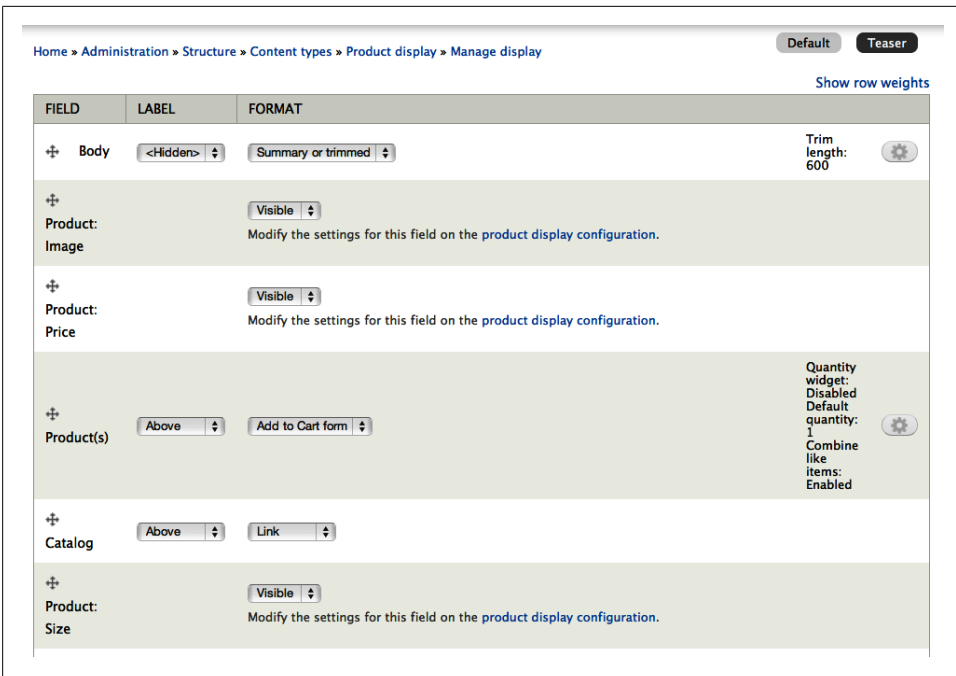 Home » Administration » Structure » Content types » Product display » Manage display
Default
Teaser
Show row weights
FIELD LABEL FORMAT
Body <Hidden> Summary or trimmed
Trim
length:
600
Product:
Image
Visible
Modify the settings for this field on the product display configuration.
Product:
Price
Visible
Modify the settings for this field on the product display configuration.
Product(s) Above Add to Cart form
Quantity
widget:
Disabled
Default
quantity:
1
Combine
like
items:
Enabled
Catalog
Above Link
Product:
Size
Visible
Modify the settings for this field on the product display configuration.